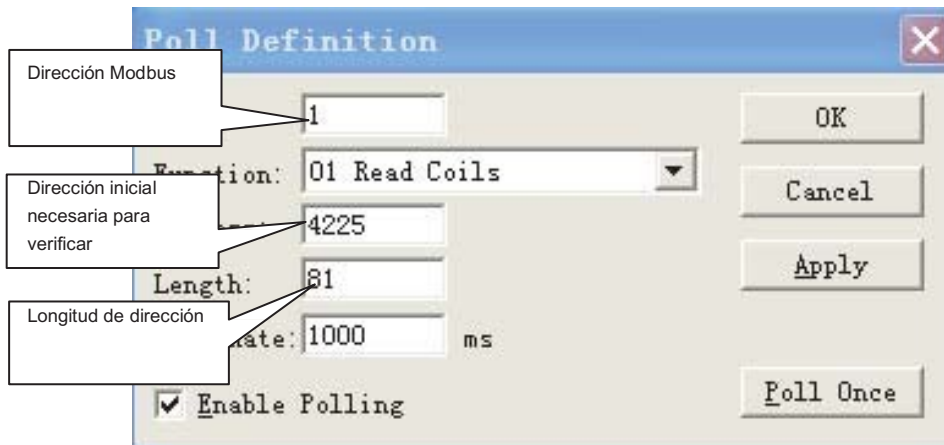 Poll Definition
Dirección Modbus
1
OK
Function: 01 Read Coils
Dirección inicial
necesaria para
verificar
4225
Cancel
Length: 81
Apply
Longitud de dirección
1000 ms
Enable Polling
Poll Once